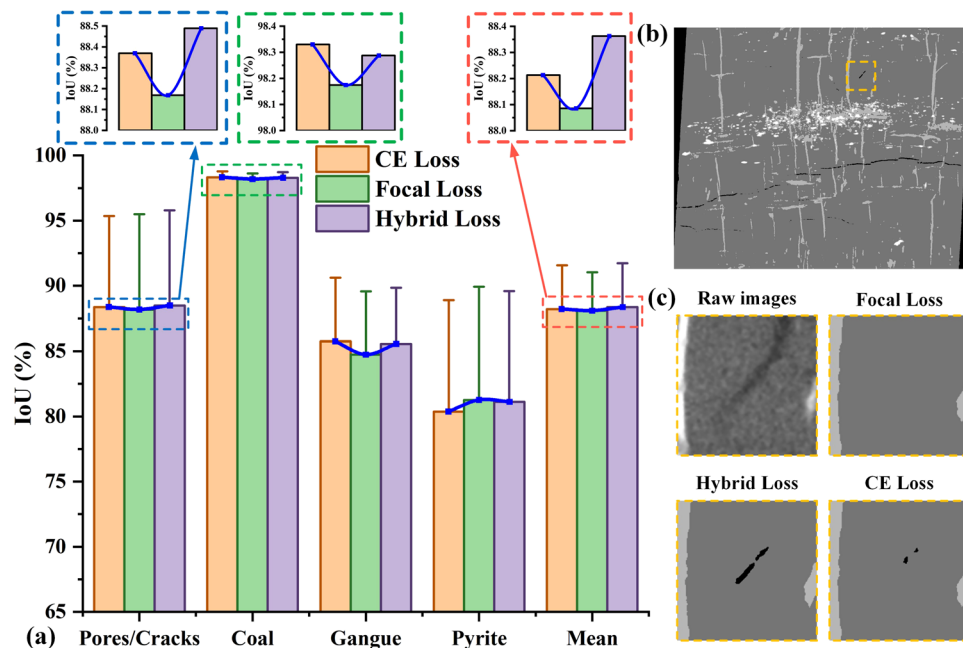 88.5
88.4
88.3
88.2
88.1
88.0
IoU (%)
98.4
98.3
98.2
98.1
98.0
IoU (%)
88.4
88.3
88.2
88.1
88.0
IoU (%)
CE Loss
Focal Loss
Hybrid Loss
100
95
90
85
80
75
70
65
IoU (%)
(a)
Pores/Cracks
Coal
Gangue
Pyrite
Mean
(b)
(c)
Raw images
Focal Loss
Hybrid Loss
CE Loss